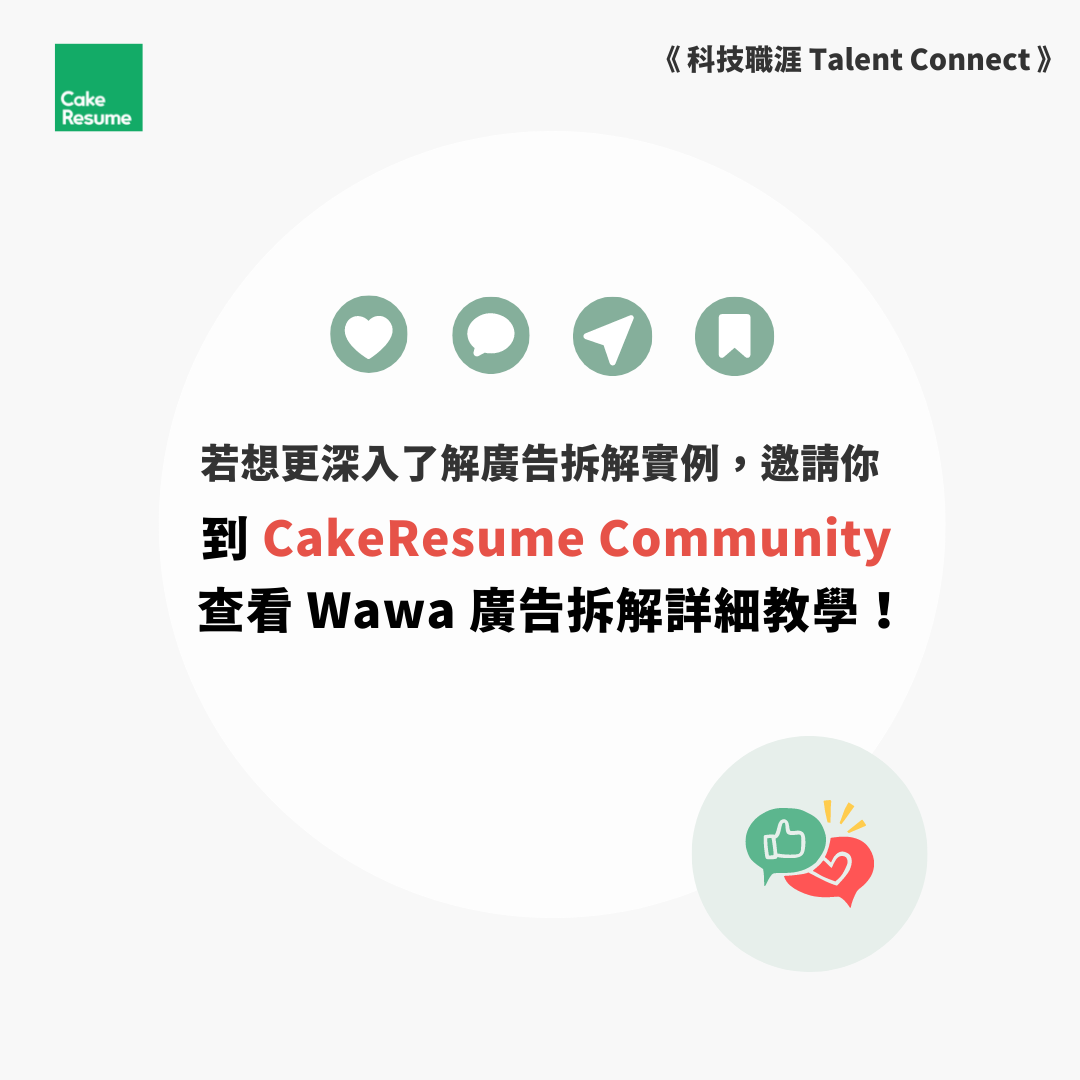 Cake
Resume
《 科技職涯 Talent Connect 》
若想更深入了解廣告拆解實例，邀請你
到 CakeResume Community
查看 Wawa 廣告拆解詳細教學！